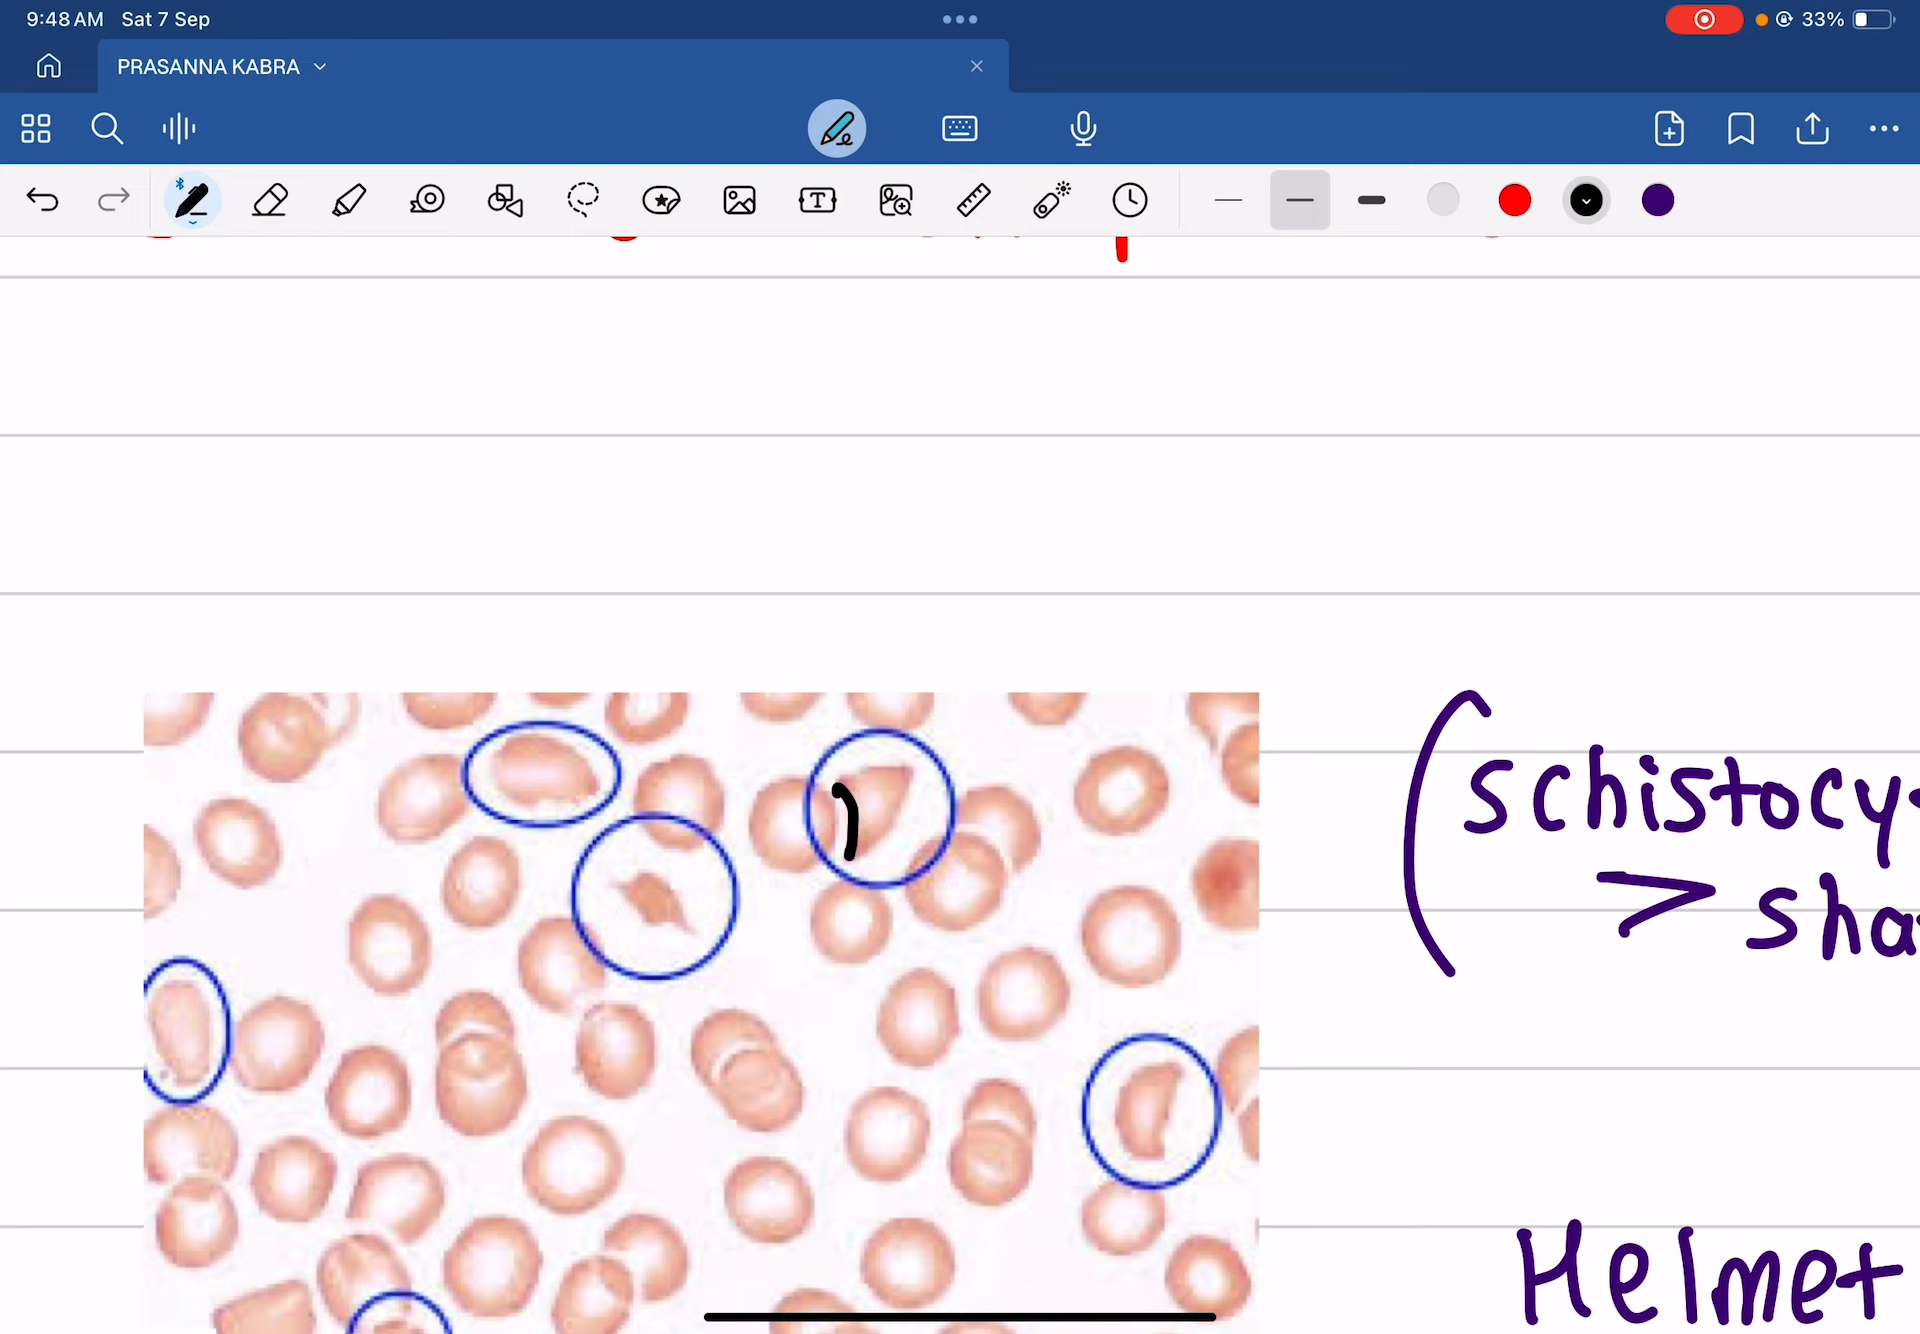 9:48 AM Sat 7 Sep
33%
PRASANNA KABRA
(schistocy
> sha
Helmet